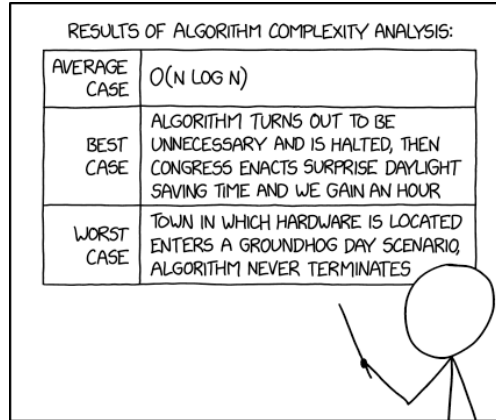 RESULTS OF ALGORITHM COMPLEXITY ANALYSIS:
AVERAGE
CASE
O(N LOG N)
BEST
CASE
ALGORITHM TURNS OUT TO BE
UNNECESSARY AND IS HALTED, THEN
CONGRESS ENACTS SURPRISE DAYLIGHT
SAVING TIME AND WE GAIN AN HOUR
WORST
CASE
TOWN IN WHICH HARDWARE IS LOCATED
ENTERS A GROUNDHOG DAY SCENARIO,
ALGORITHM NEVER TERMINATES